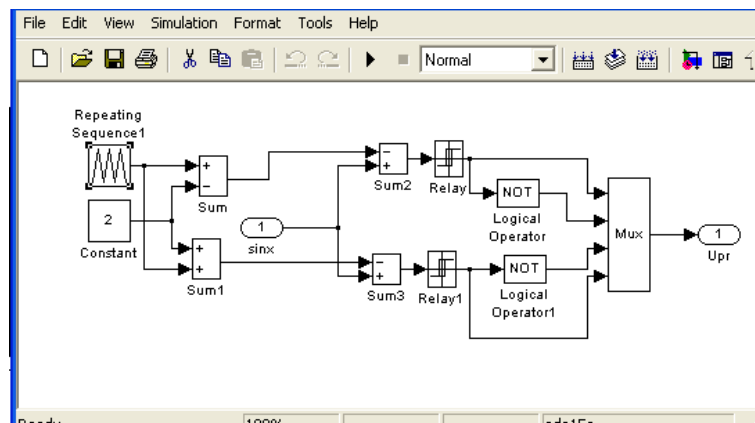 File Edit View Simulation Format Tools Help
Normal
Repeating
Sequence1
+
−
Sum
2
Constant
+
+
Sum1
1
sinx
−
+
Sum2
Relay
NOT
Logical
Operator
−
+
Sum3
Relay1
NOT
Logical
Operator1
Mux
1
Upr